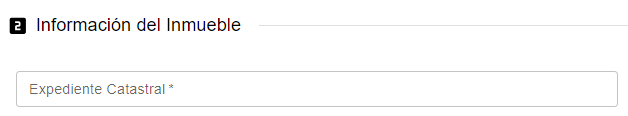 2 Información del Inmueble
Expediente Catastral *